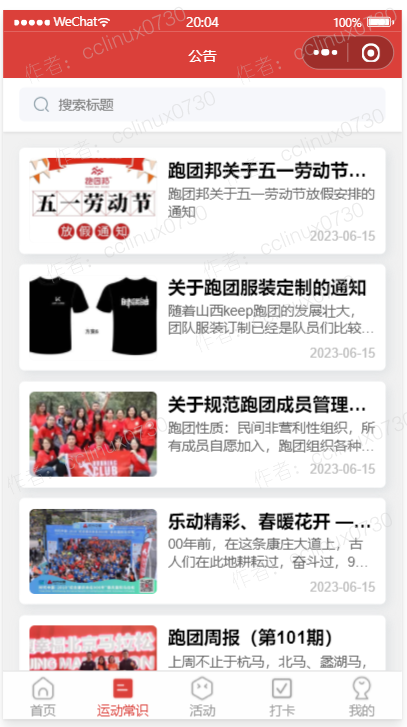 WeChat
20:04
100%
公告
搜索标题
跑团邦关于五一劳动节...
跑团邦关于五一劳动节放假安排的
通知
2023-06-15
跑团邦
五一劳动节
放假通知
关于跑团服装定制的通知
随着山西keep跑团的发展壮大，
团队服装订制已经是队员们比较...
2023-06-15
关于规范跑团成员管理...
跑团性质：民间非营利性组织，所
有成员自愿加入，跑团组织各种...
2023-06-15
RUNNING
CLUB
乐动精彩、春暖花开 —...
00年前，在这条康庄大道上，古
人们在此地耕耘过，奋斗过，9...
2023-06-15
跑团周报（第101期）
上周不止于杭马，北马、蠡湖马，
首页
运动常识
活动
打卡
我的
作者：cclinux0730